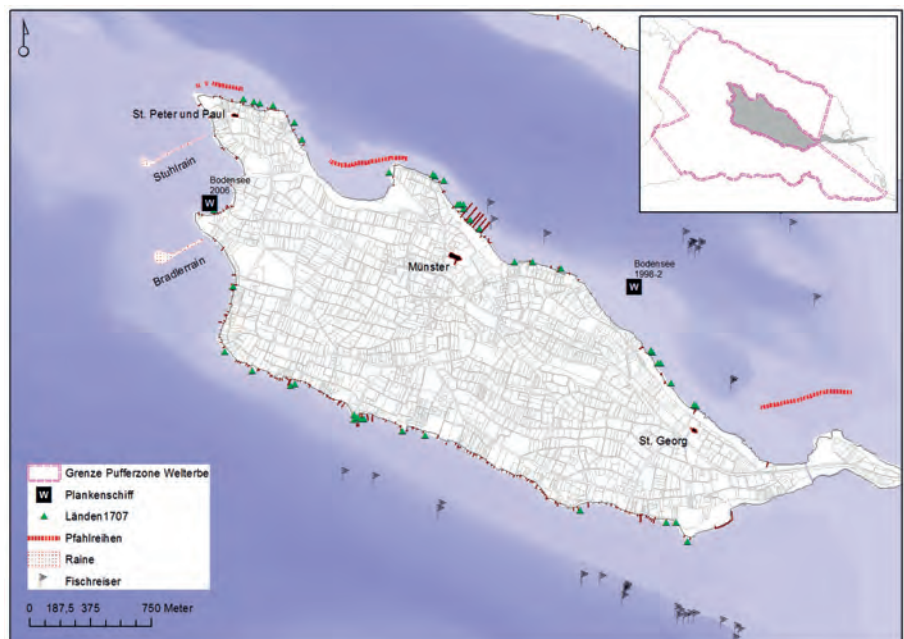 St. Peter und Paul
Stuhlrain
Bodensee
2006
W
Bradlerrain
Münster
Bodensee
1998-2
W
St. Georg
Grenze Pufferzone Welterbe
W Plankenschiff
Länden1707
Pfahlreihen
Raine
Fischreiser
0 187,5 375 750 Meter